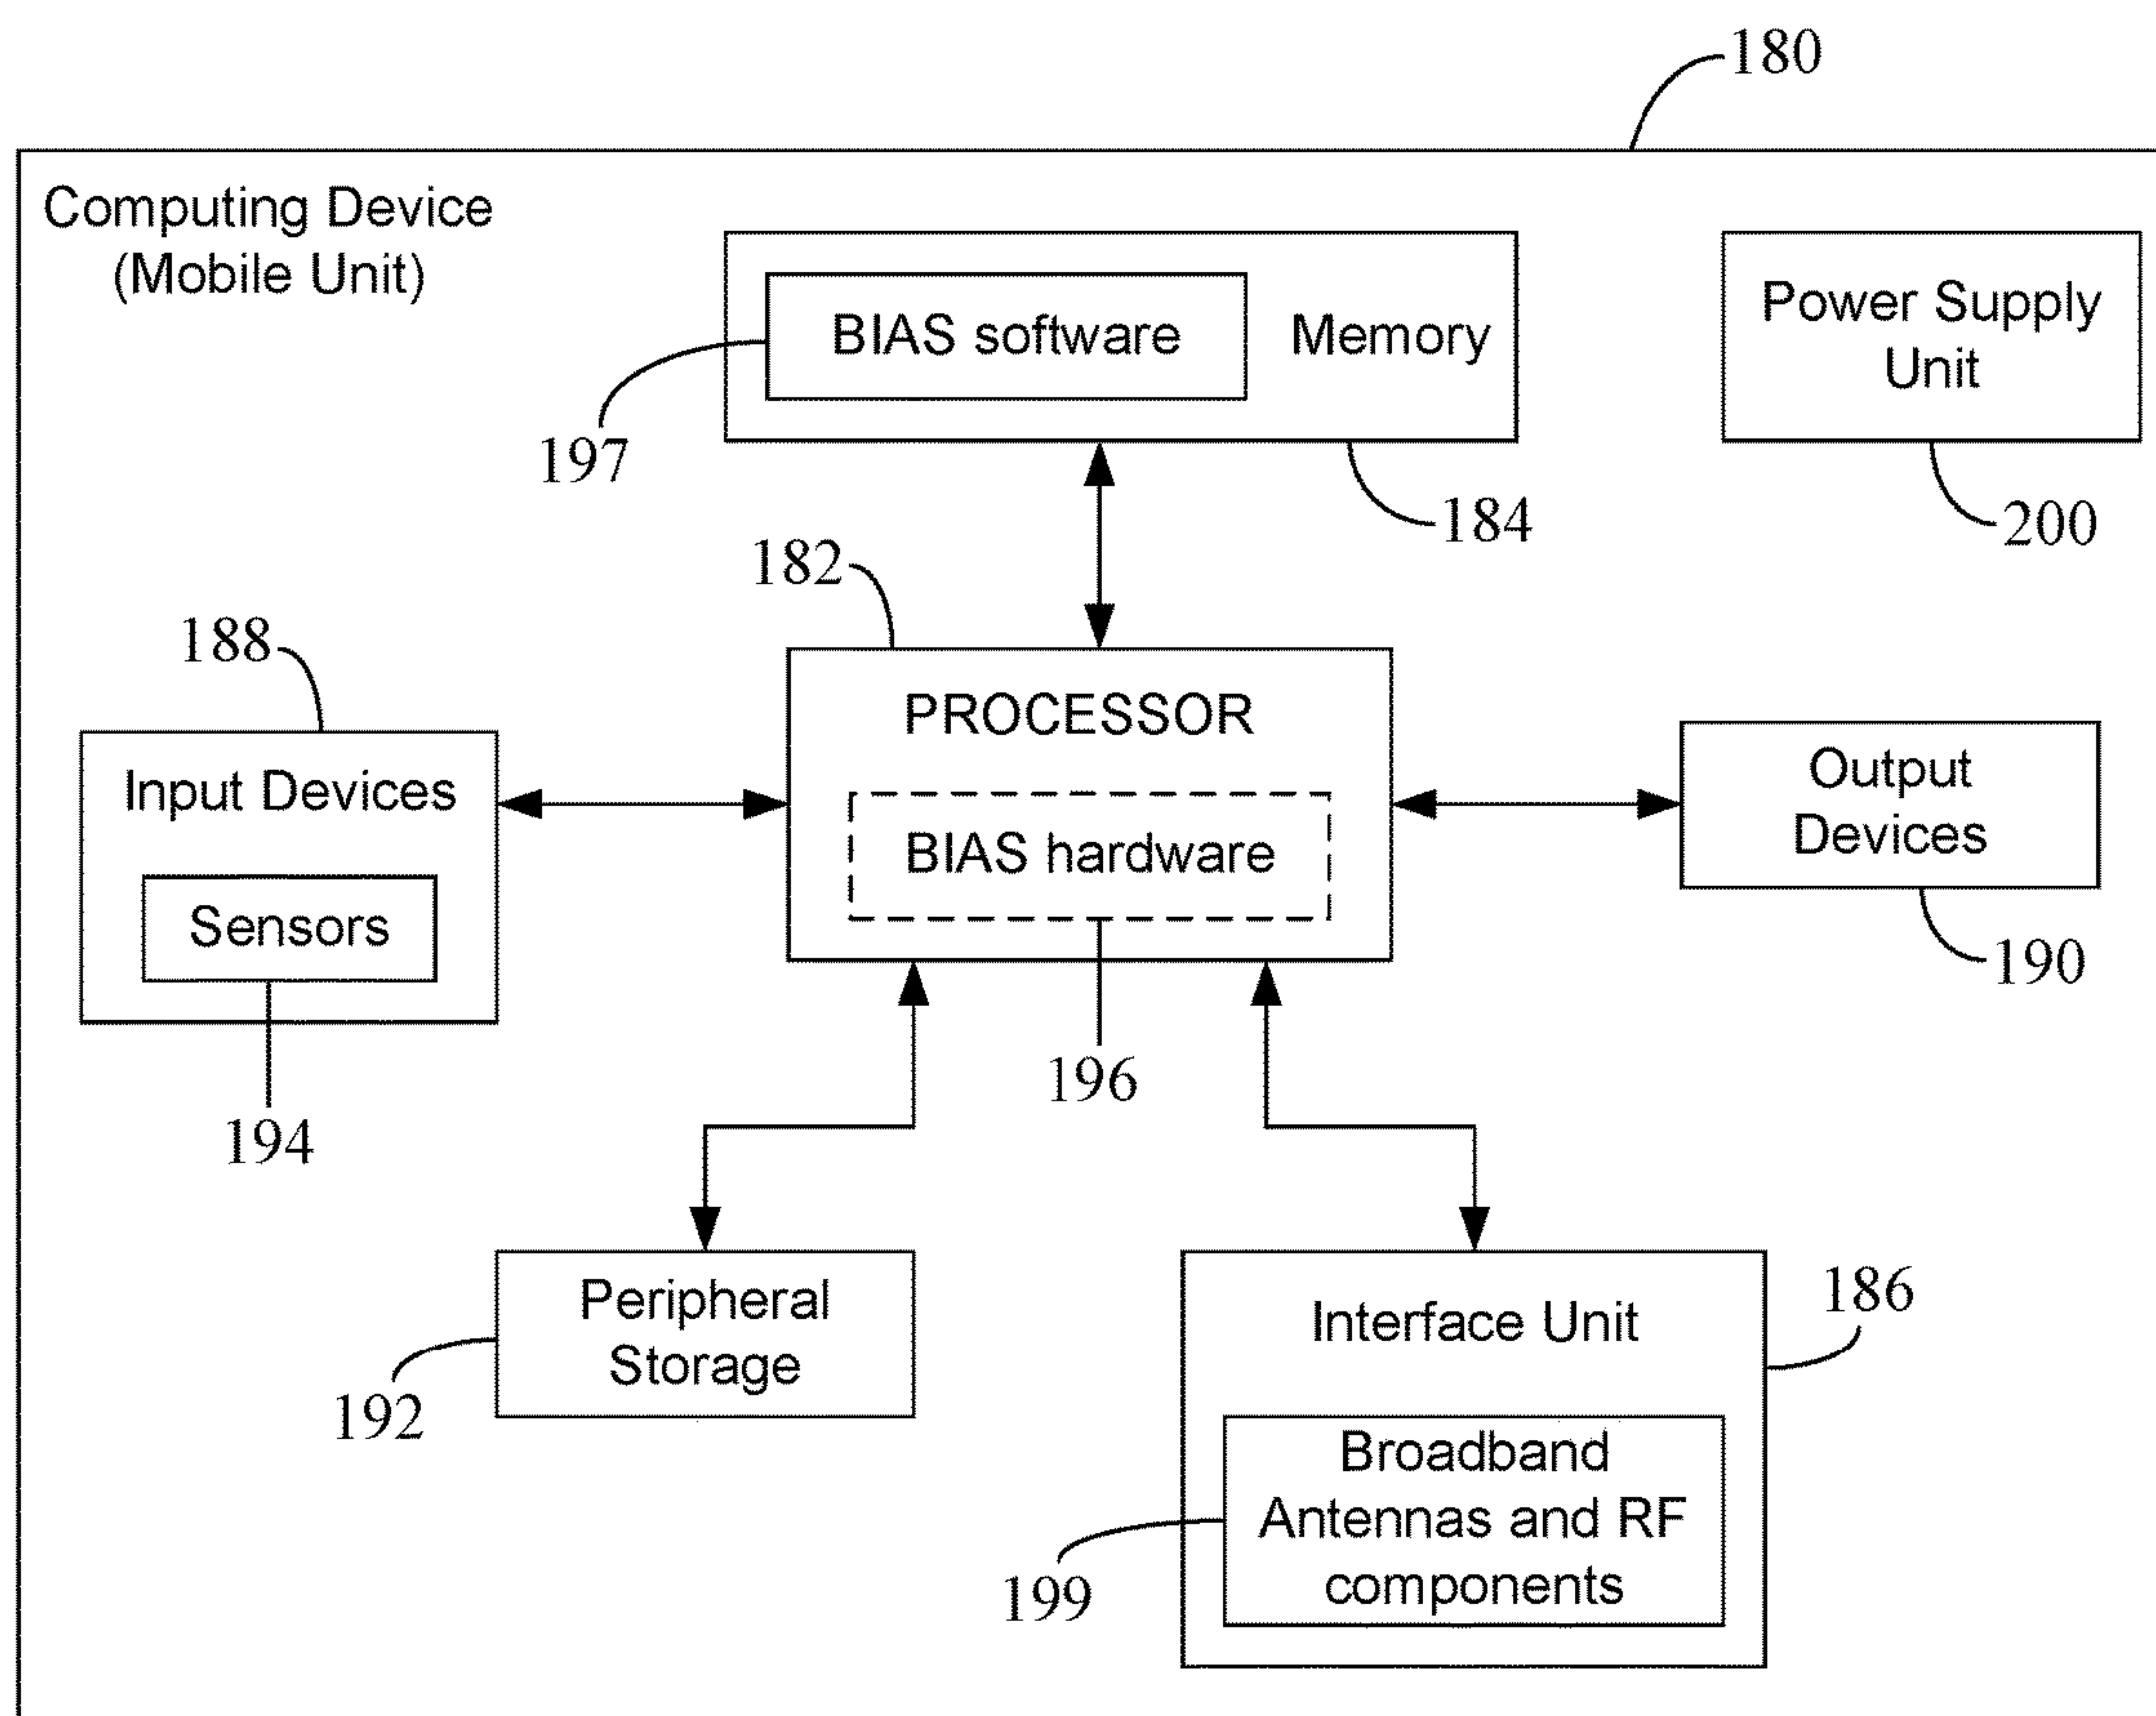 180
Computing Device
(Mobile Unit)
BIAS software
Memory
Power Supply
Unit
197
184
200
182
188
PROCESSOR
Input Devices
Output
Devices
BIAS hardware
Sensors
190
196
194
Peripheral
Storage
192
Interface Unit
186
Broadband
Antennas and RF
components
199